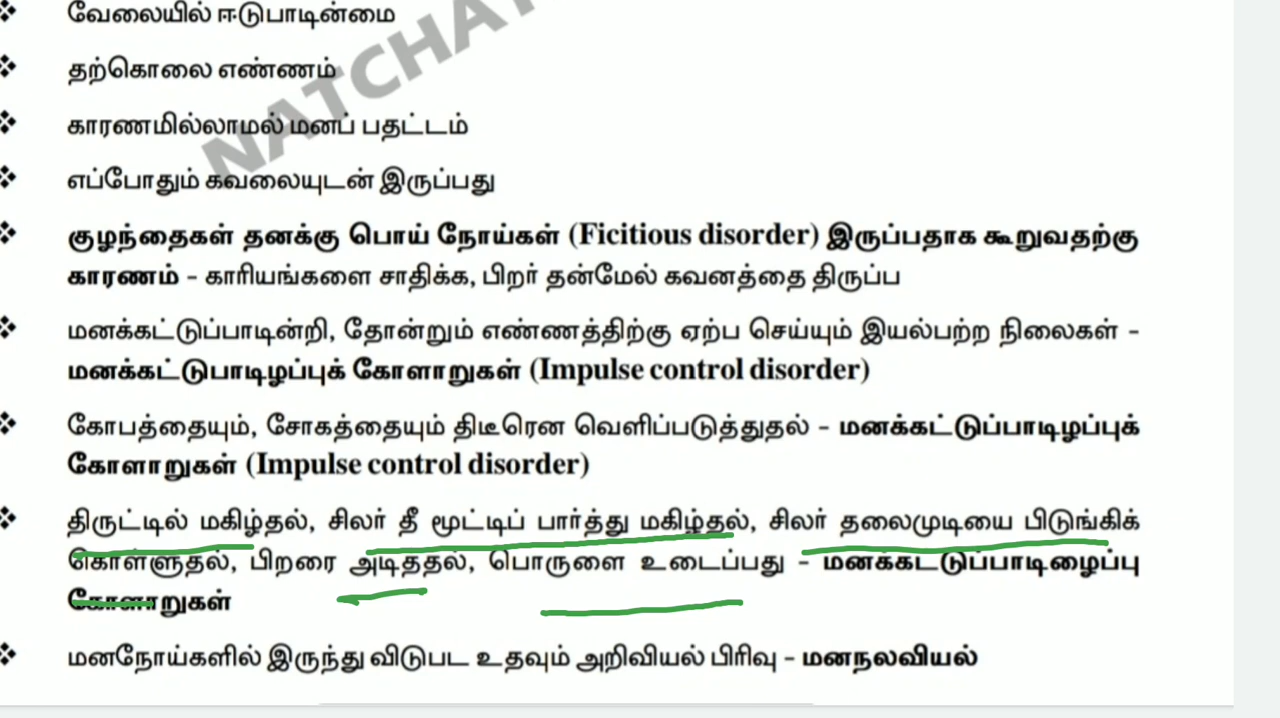 ❖ வேலையில் ஈடுபாடின்மை
❖ தற்கொலை எண்ணம்
❖ காரணமில்லாமல் மனப் பதட்டம்
❖ எப்போதும் கவலையுடன் இருப்பது
❖ குழந்தைகள் தனக்கு பொய் நோய்கள் (Ficitious disorder) இருப்பதாக கூறுவதற்கு
காரணம் – காரியங்களை சாதிக்க, பிறர் தன்மேல் கவனத்தை திருப்ப
❖ மனக்கட்டுப்பாடின்றி, தோன்றும் எண்ணத்திற்கு ஏற்ப செய்யும் இயல்பற்ற நிலைகள் –
மனக்கட்டுபாடிழப்புக் கோளாறுகள் (Impulse control disorder)
❖ கோபத்தையும், சோகத்தையும் திடீரென வெளிப்படுத்துதல் – மனக்கட்டுப்பாடிழப்புக்
கோளாறுகள் (Impulse control disorder)
❖ திருட்டில் மகிழ்தல், சிலர் தீ மூட்டிப் பார்த்து மகிழ்தல், சிலர் தலைமுடியை பிடுங்கிக்
கொள்ளுதல், பிறரை அடித்தல், பொருளை உடைப்பது – மனக்கட்டுப்பாடிழைப்பு
கோளாறுகள்
❖ மனநோய்களில் இருந்து விடுபட உதவும் அறிவியல் பிரிவு – மனநலவியல்
NATCHA